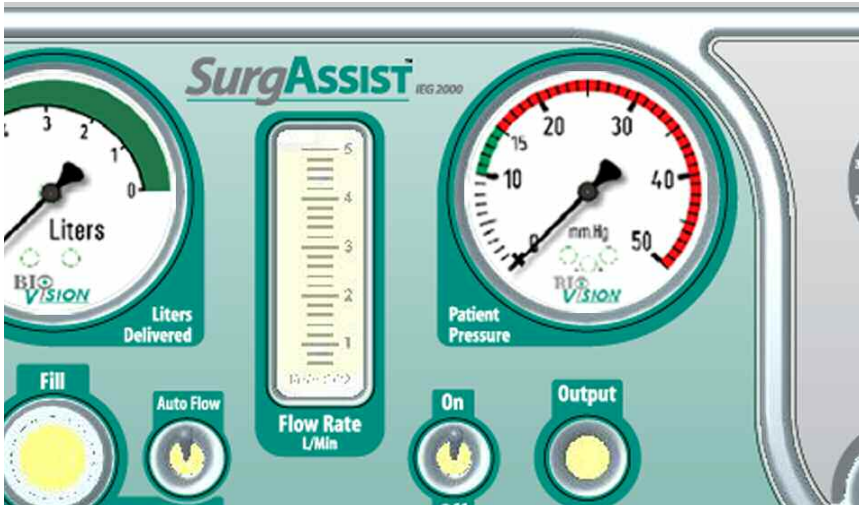 SurgAssist™ IEG 2000
3
2
1
0
Liters
BIO
VISION
Liters
Delivered
5
4
3
2
1
Flow Rate
L/Min
0
10
15
20
30
40
50
mm.Hg
BIO
VISION
Patient
Pressure
Fill
Auto Flow
On
Output